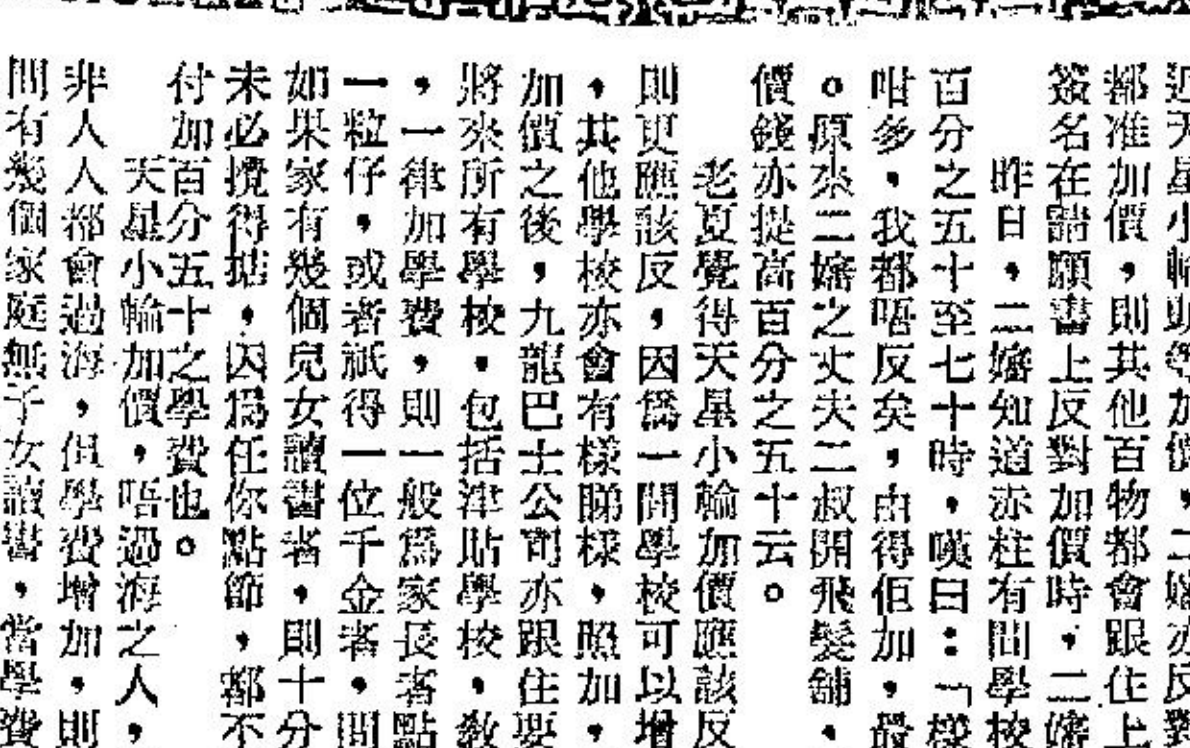 近天星小輪以等加價，二嬸亦反對
都准加價，則其他百物都會跟住上
簽名在請願書上反對加價時，二嬸
昨日，二嬸知道赤柱有間學校
百分之五十至七十時，嘆曰：「樣
咁多，我都唔反矣，由得佢加，最
。原來二嬸之丈夫二叔開飛髮舖，
價錢亦提高百分之五十云。
老夏覺得天星小輪加價應該反
則更應該反，因爲一間學校可以增
，其他學校亦會有樣睇樣，照加，
加價之後，九龍巴士公司亦跟住要
將來所有學校，包括津貼學校，敎
，一律加學費，則一般爲家長者點
一粒仔，或者祇得一位千金者，問
如果家有幾個兒女讀書者，則十分
未必攪得掂，因爲任你點節，都不
付加百分五十之學費也。
天星小輪加價，唔過海之人，
非人人都會過海，但學費增加，則
間有幾個家庭無子女讀書，當學費